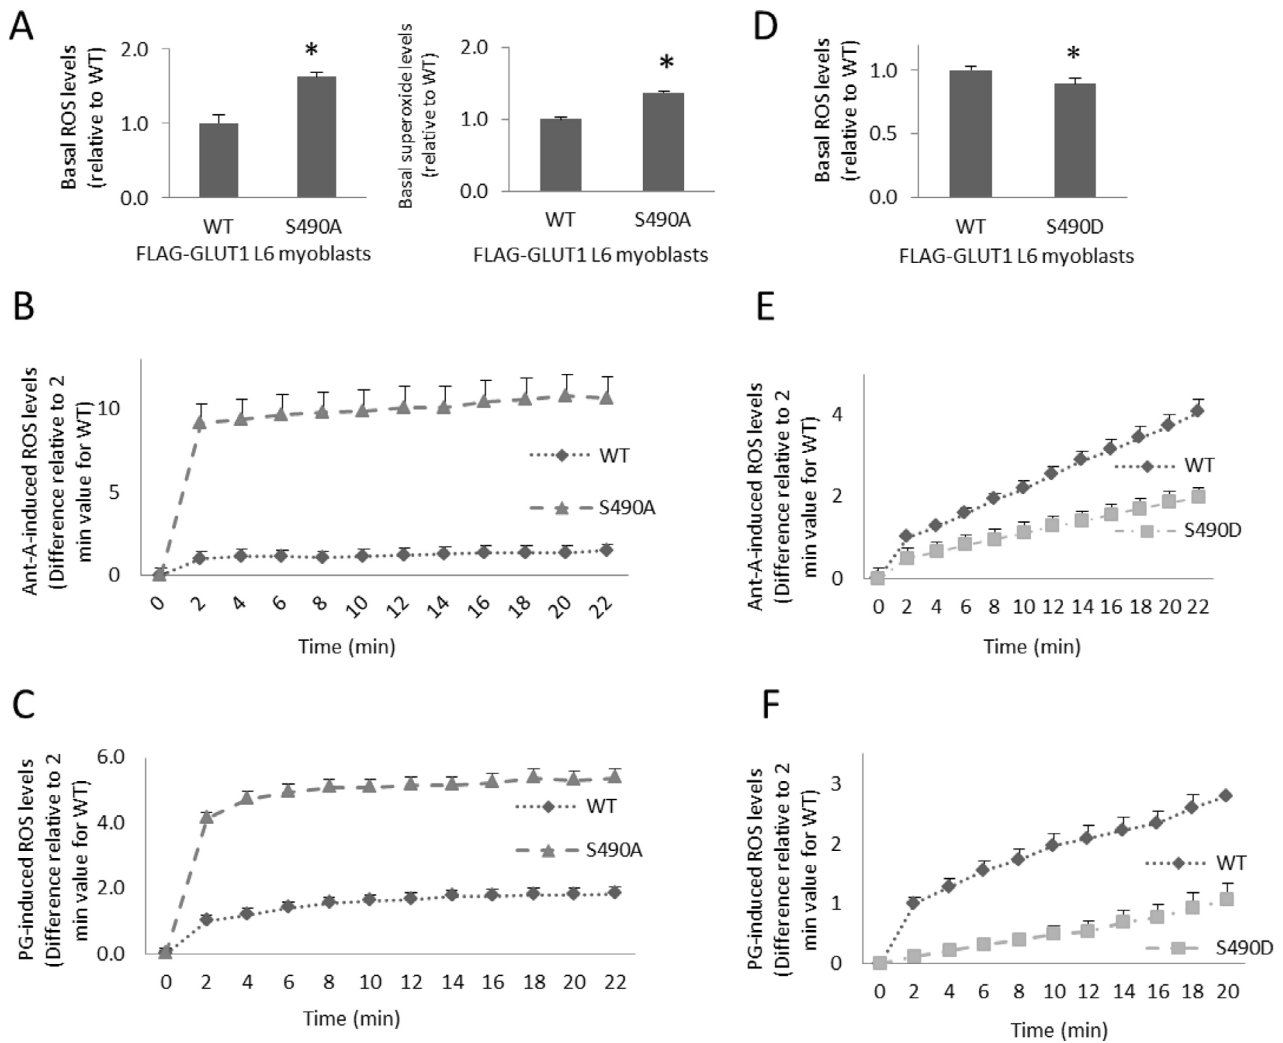 A
Basal ROS levels
(relative to WT)
2.0
1.0
0.0
*
WT
S490A
FLAG-GLUT1 L6 myoblasts
Basal superoxide levels
(relative to WT)
2.0
1.0
0.0
*
WT
S490A
FLAG-GLUT1 L6 myoblasts
D
Basal ROS levels
(relative to WT)
1.0
0.5
0.0
*
WT
S490D
FLAG-GLUT1 L6 myoblasts
B
Ant-A-induced ROS levels
(Difference relative to 2
min value for WT)
10
5
0
WT
S490A
0 2 4 6 8 10 12 14 16 18 20 22
Time (min)
E
Ant-A-induced ROS levels
(Difference relative to 2
min value for WT)
4
2
0
WT
S490D
0 2 4 6 8 10 12 14 16 18 20 22
Time (min)
C
PG-induced ROS levels
(Difference relative to 2
min value for WT)
6.0
4.0
2.0
0.0
WT
S490A
0 2 4 6 8 10 12 14 16 18 20 22
Time (min)
F
PG-induced ROS levels
(Difference relative to 2
min value for WT)
3
2
1
0
WT
S490D
0 2 4 6 8 10 12 14 16 18 20
Time (min)